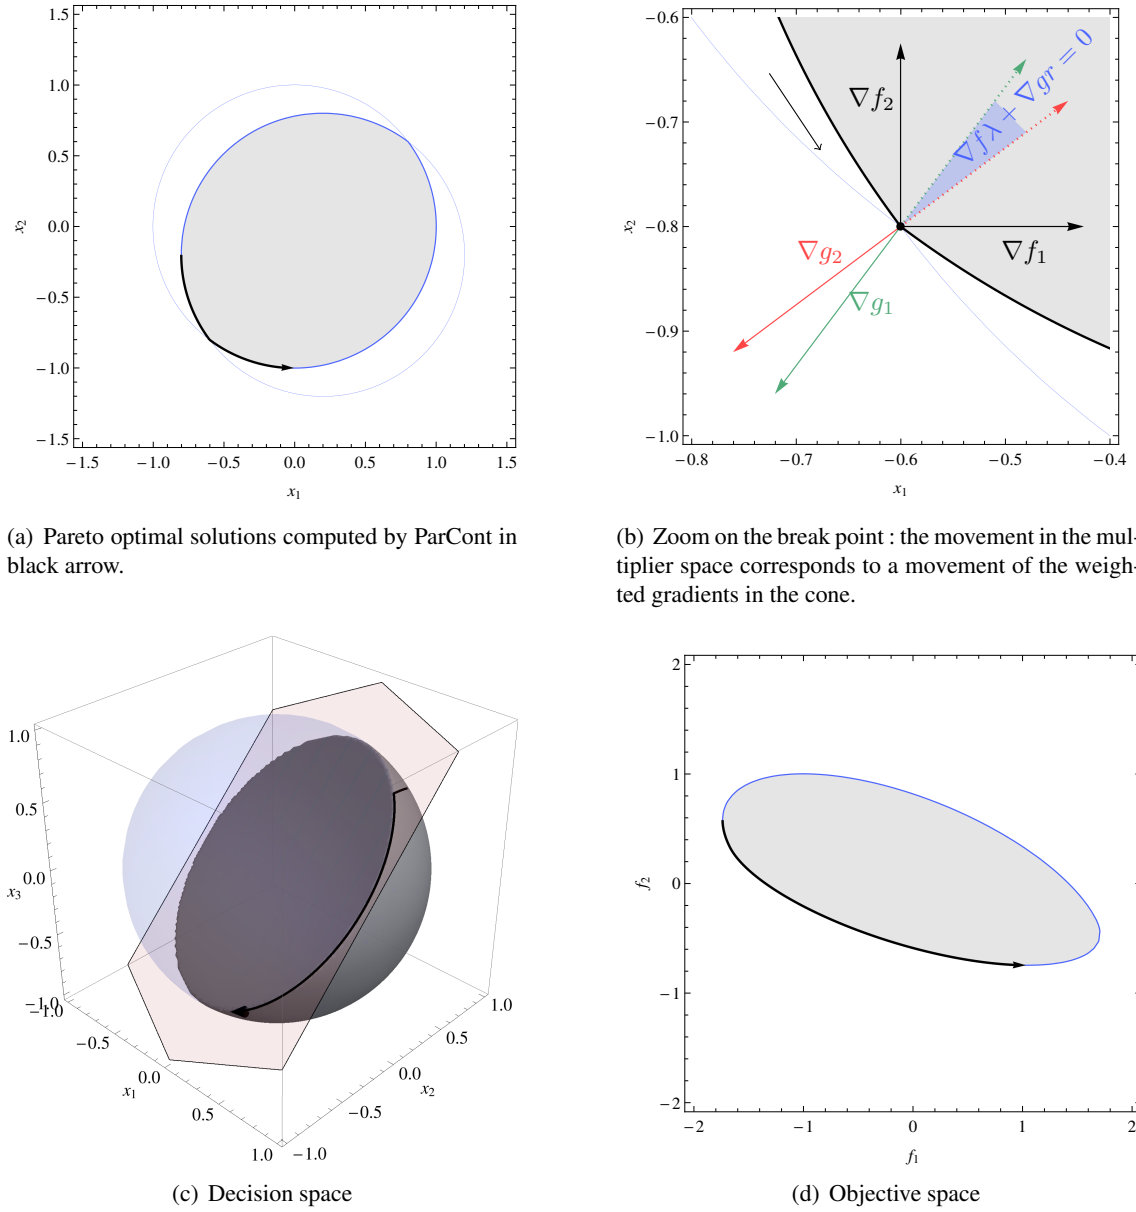 1.5
1.0
0.5
0.0
−0.5
−1.0
−1.5
x2
−1.5 −1.0 −0.5 0.0 0.5 1.0 1.5
x1
(a) Pareto optimal solutions computed by ParCont in
black arrow.
−0.6
−0.7
−0.8
−0.9
−1.0
x2
∇f2
∇fλ + ∇gr = 0
∇g2
∇f1
∇g1
−0.8 −0.7 −0.6 −0.5 −0.4
x1
(b) Zoom on the break point : the movement in the mul-
tiplier space corresponds to a movement of the weigh-
ted gradients in the cone.
1.0
0.5
0.0
x3
−0.5
−1.0
−1.0
−0.5
0.0
x1
0.5
1.0
−1.0
−0.5
0.0
x2
0.5
1.0
(c) Decision space
2
1
0
−1
−2
f2
−2 −1 0 1 2
f1
(d) Objective space